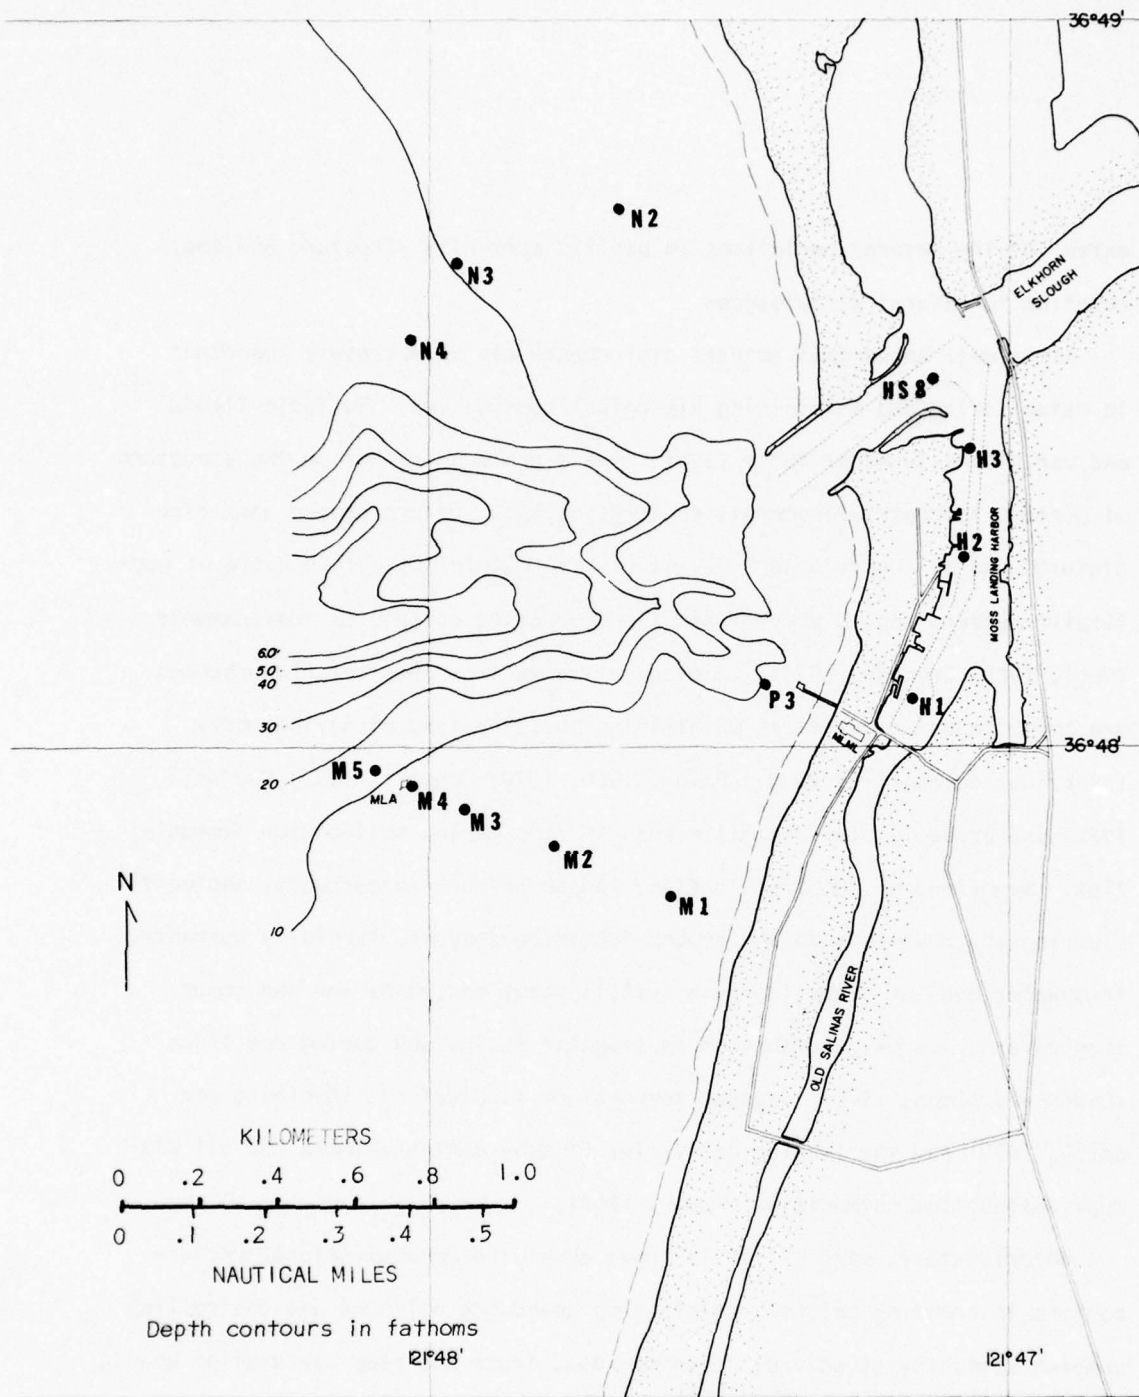 36°49'
N2
N3
N4
ELKHORN
SLOUGH
HS8
H3
H2
MOSS LANDING HARBOR
60
50
40
P3
H1
30
MLML
36°48'
M5
20
MLA
M4
M3
M2
N
M1
10
OLD SALINAS RIVER
KILOMETERS
0 .2 .4 .6 .8 1.0
0 .1 .2 .3 .4 .5
NAUTICAL MILES
Depth contours in fathoms
121°48' 121°47'